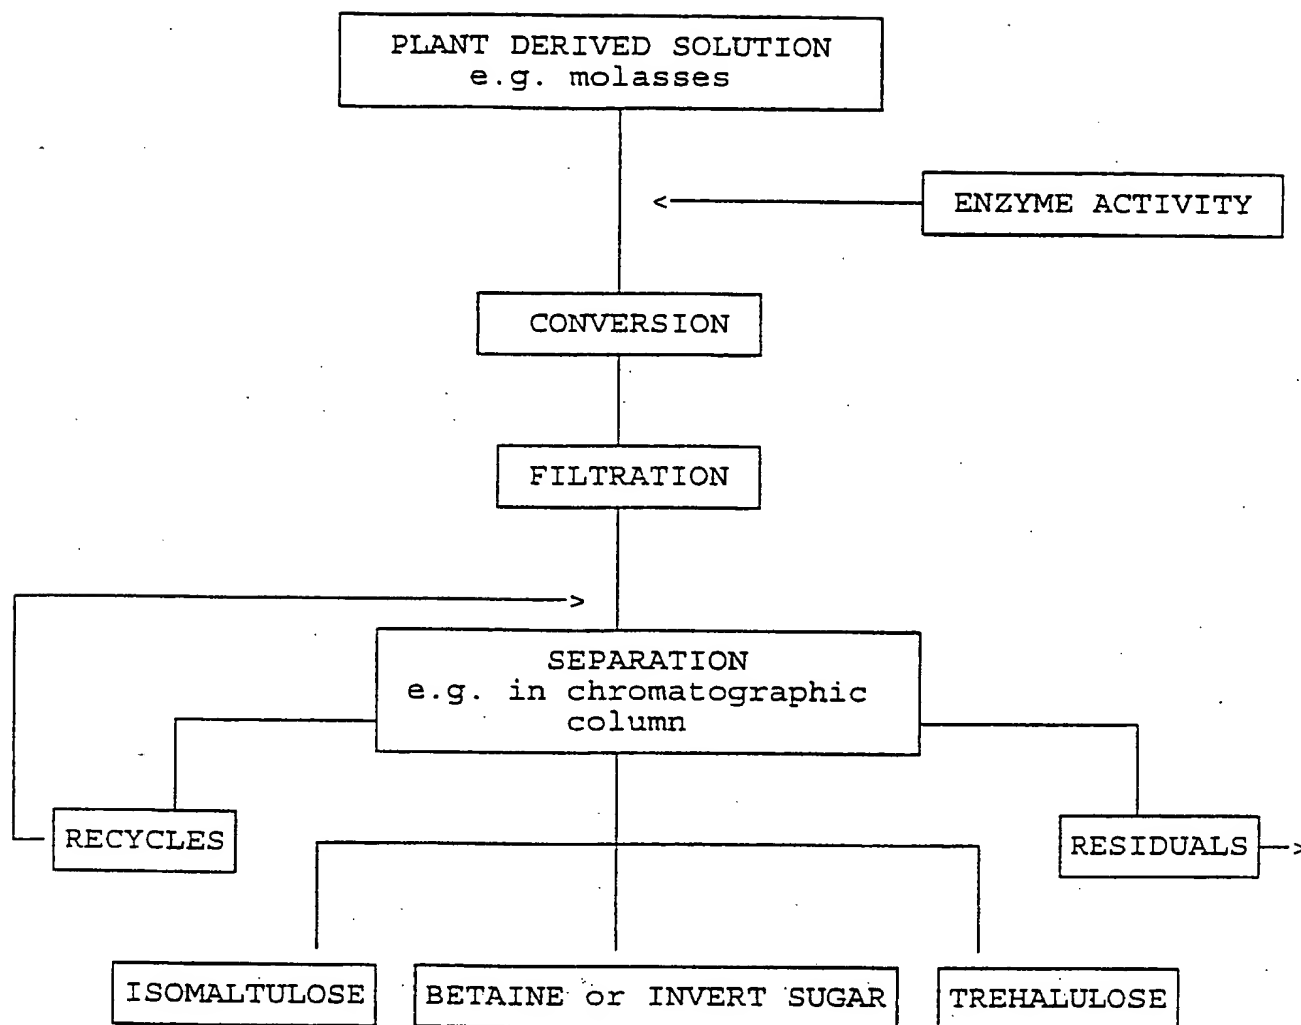 PLANT DERIVED SOLUTION
e.g. molasses
ENZYME ACTIVITY
CONVERSION
FILTRATION
SEPARATION
e.g. in chromatographic
column
RECYCLES
RESIDUALS
ISOMALTULOSE
BETAINE or INVERT SUGAR
TREHALULOSE